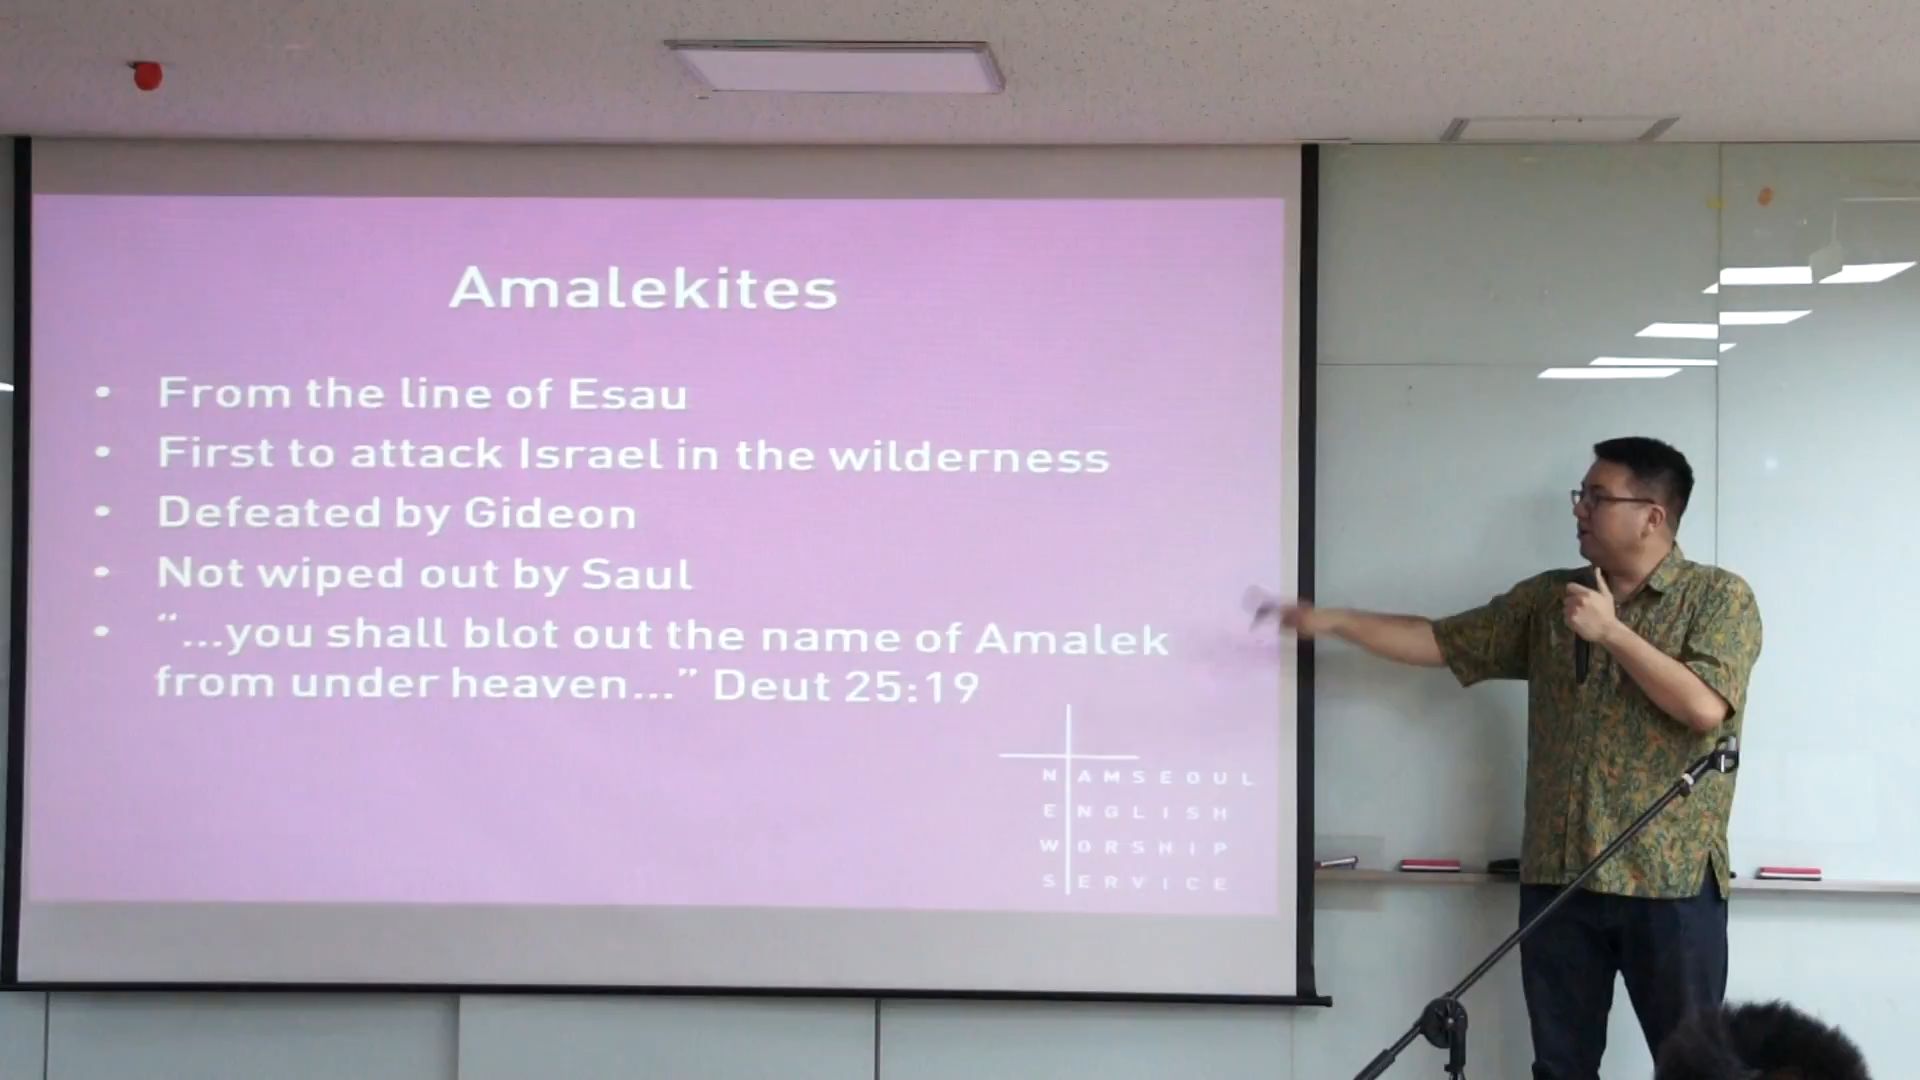 Amalekites
• From the line of Esau
• First to attack Israel in the wilderness
• Defeated by Gideon
• Not wiped out by Saul
• “...you shall blot out the name of Amalek
from under heaven...” Deut 25:19
NAMSEOUL
ENGLISH
WORSHIP
SERVICE